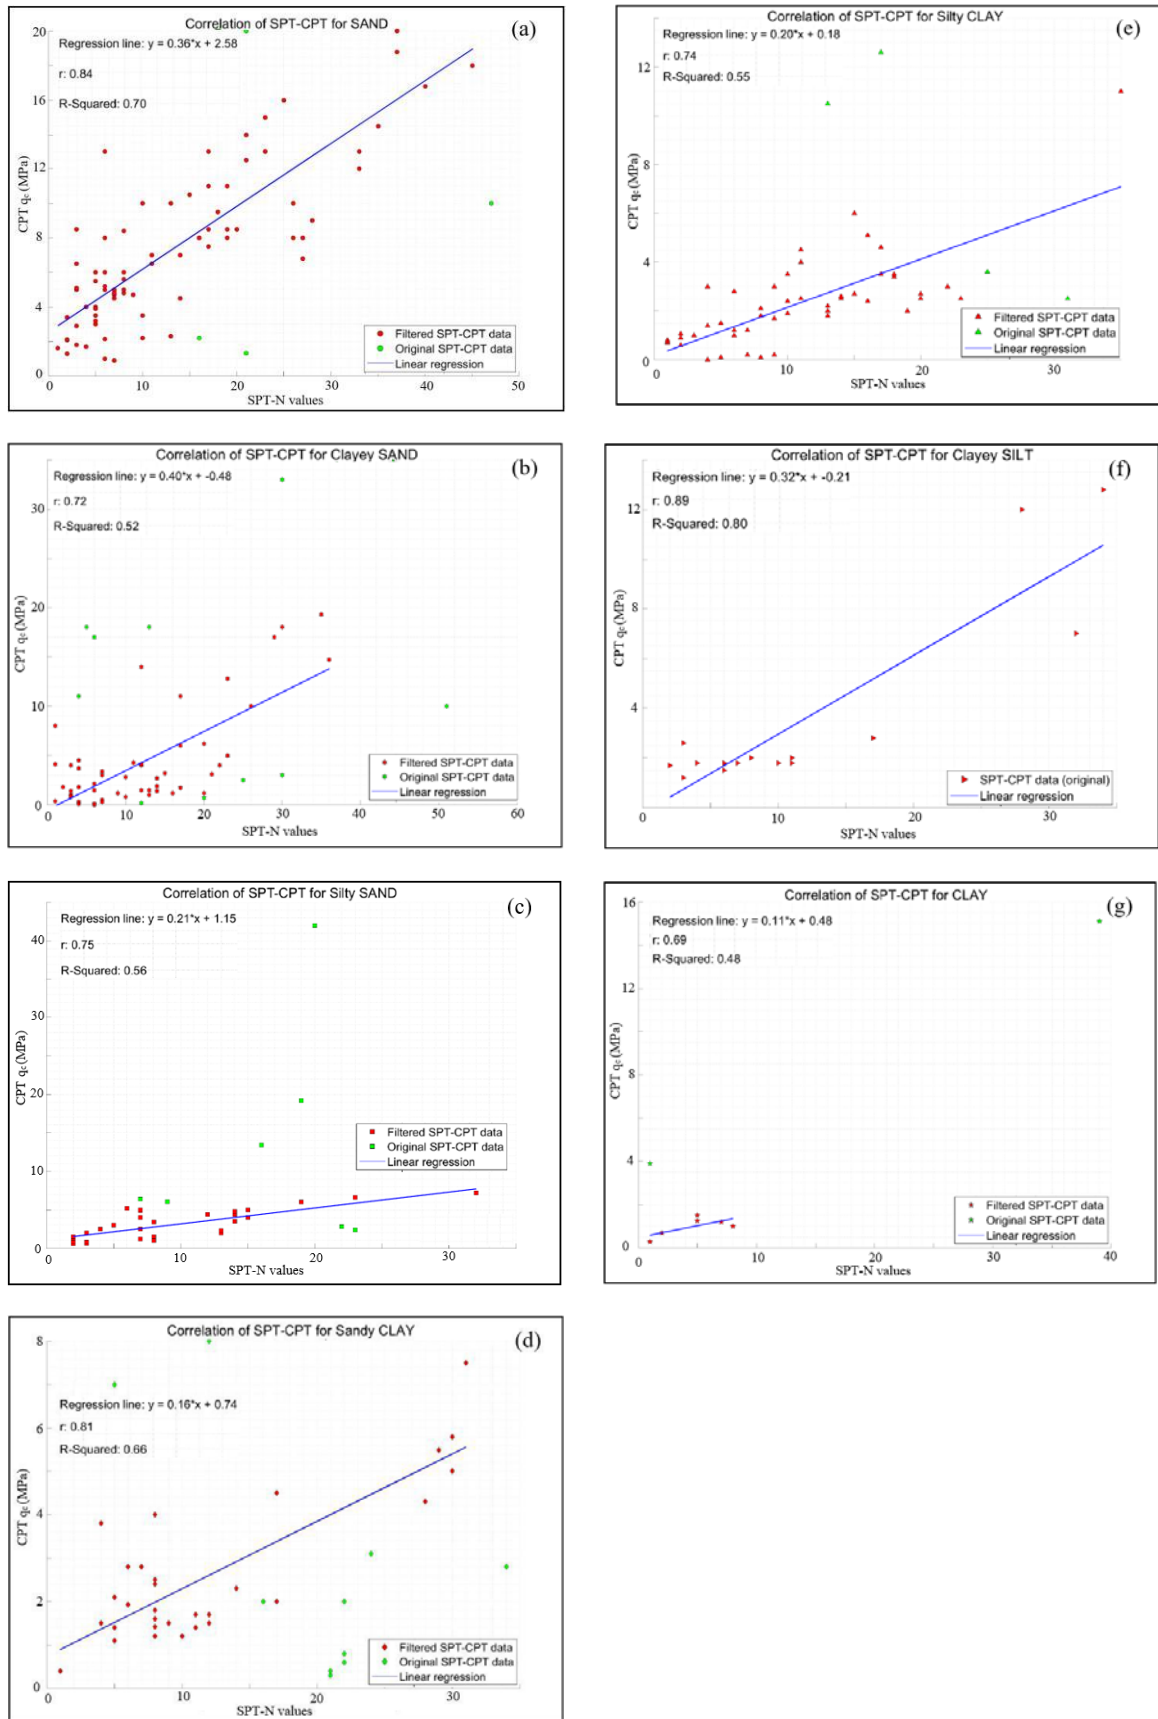 Correlation of SPT-CPT for SAND
(a)
Regression line: y = 0.36*x + 2.58
r: 0.84
R-Squared: 0.70
20
16
12
8
4
0
CPT qc (MPa)
Filtered SPT-CPT data
Original SPT-CPT data
Linear regression
0 10 20 30 40 50
SPT-N values
Correlation of SPT-CPT for Clayey SAND
(b)
Regression line: y = 0.40*x + -0.48
r: 0.72
R-Squared: 0.52
30
20
10
0
CPT qc (MPa)
Filtered SPT-CPT data
Original SPT-CPT data
Linear regression
0 10 20 30 40 50 60
SPT-N values
Correlation of SPT-CPT for Silty SAND
(c)
Regression line: y = 0.21*x + 1.15
r: 0.75
R-Squared: 0.56
40
30
20
10
0
CPT qc (MPa)
Filtered SPT-CPT data
Original SPT-CPT data
Linear regression
0 10 20 30
SPT-N values
Correlation of SPT-CPT for Sandy CLAY
(d)
Regression line: y = 0.16*x + 0.74
r: 0.81
R-Squared: 0.66
8
6
4
2
0
CPT qc (MPa)
Filtered SPT-CPT data
Original SPT-CPT data
Linear regression
0 10 20 30
SPT-N values
Correlation of SPT-CPT for Silty CLAY
(e)
Regression line: y = 0.20*x + 0.18
r: 0.74
R-Squared: 0.55
12
8
4
0
CPT qc (MPa)
Filtered SPT-CPT data
Original SPT-CPT data
Linear regression
0 10 20 30
SPT-N values
Correlation of SPT-CPT for Clayey SILT
(f)
Regression line: y = 0.32*x + -0.21
r: 0.89
R-Squared: 0.80
12
8
4
CPT qc (MPa)
SPT-CPT data (original)
Linear regression
0 10 20 30
SPT-N values
Correlation of SPT-CPT for CLAY
(g)
Regression line: y = 0.11*x + 0.48
r: 0.69
R-Squared: 0.48
16
12
8
4
0
CPT qc (MPa)
Filtered SPT-CPT data
Original SPT-CPT data
Linear regression
0 10 20 30 40
SPT-N values